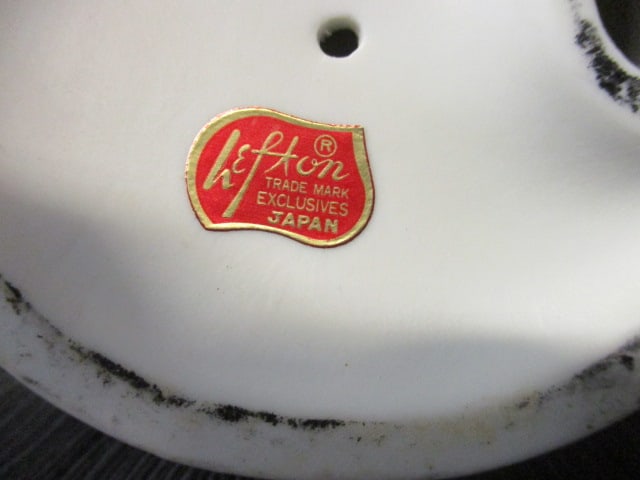 Lefton ®
TRADE MARK
EXCLUSIVES
JAPAN